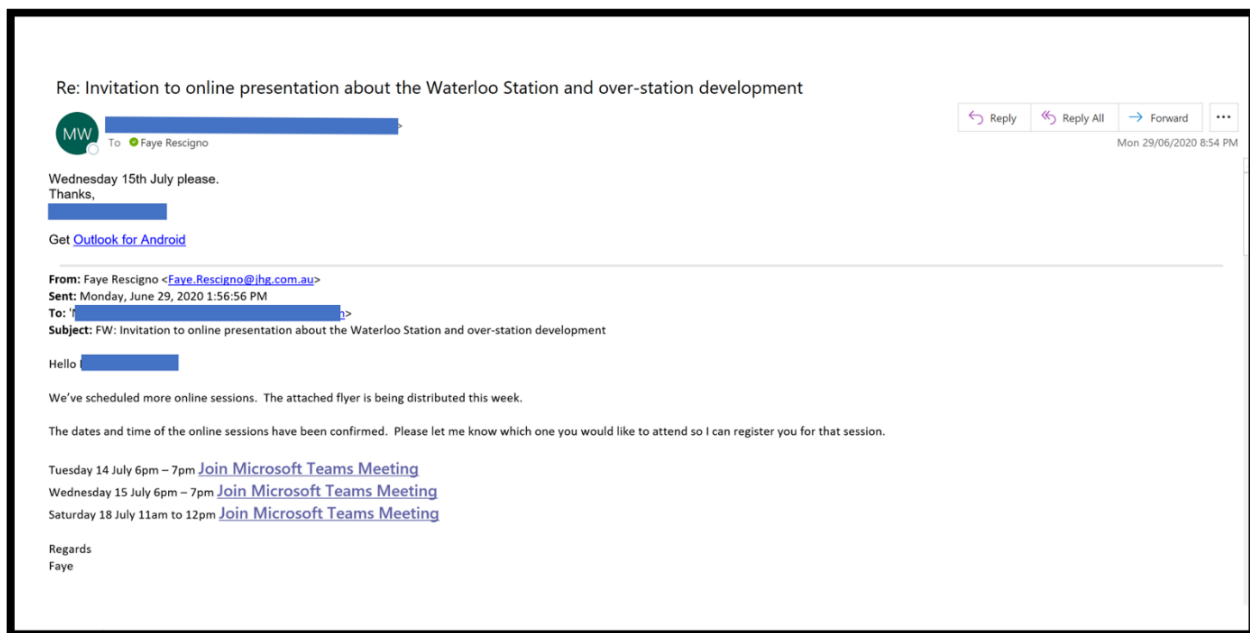 Re: Invitation to online presentation about the Waterloo Station and over-station development
MW
>
To Faye Rescigno
Reply Reply All Forward ...
Mon 29/06/2020 8:54 PM
Wednesday 15th July please.
Thanks,
Get Outlook for Android
From: Faye Rescigno <Faye.Rescigno@jhg.com.au>
Sent: Monday, June 29, 2020 1:56:56 PM
To: >
Subject: FW: Invitation to online presentation about the Waterloo Station and over-station development
Hello
We've scheduled more online sessions. The attached flyer is being distributed this week.
The dates and time of the online sessions have been confirmed. Please let me know which one you would like to attend so I can register you for that session.
Tuesday 14 July 6pm – 7pm Join Microsoft Teams Meeting
Wednesday 15 July 6pm – 7pm Join Microsoft Teams Meeting
Saturday 18 July 11am to 12pm Join Microsoft Teams Meeting
Regards
Faye